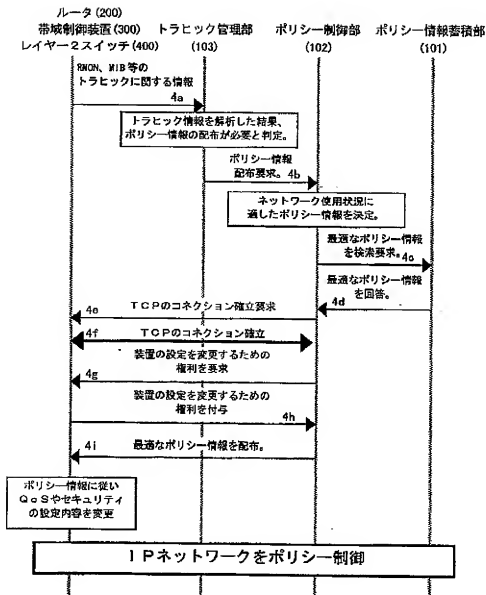 ルータ(200)
帯域制御装置(300)
レイヤー2スイッチ(400)
トラヒック管理部
(103)
ポリシー制御部
(102)
ポリシー情報蓄積部
(101)
RMON、MIB等の
トラヒックに関する情報
4a
トラヒック情報を解析した結果、
ポリシー情報の配布が必要と判定。
ポリシー情報
配布要求。4b
ネットワーク使用状況に
適したポリシー情報を決定。
最適なポリシー情報
を検索要求。4c
最適なポリシー情報
を回答。
4d
4e
TCPのコネクション確立要求
4f
TCPのコネクション確立
装置の設定を変更するための
権利を要求
4g
装置の設定を変更するための
権利を付与
4h
4i
最適なポリシー情報を配布。
ポリシー情報に従い
QoSやセキュリティ
の設定内容を変更
IPネットワークをポリシー制御